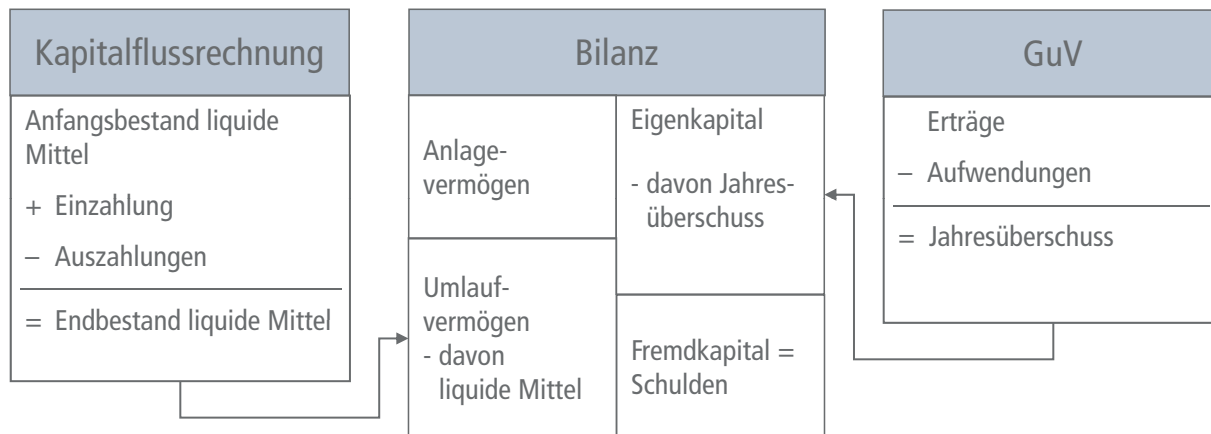 Kapitalflussrechnung
Anfangsbestand liquide
Mittel
+ Einzahlung
– Auszahlungen
= Endbestand liquide Mittel
Bilanz
Anlage-
vermögen
Umlauf-
vermögen
- davon
liquide Mittel
Eigenkapital
- davon Jahres-
überschuss
Fremdkapital =
Schulden
GuV
Erträge
– Aufwendungen
= Jahresüberschuss